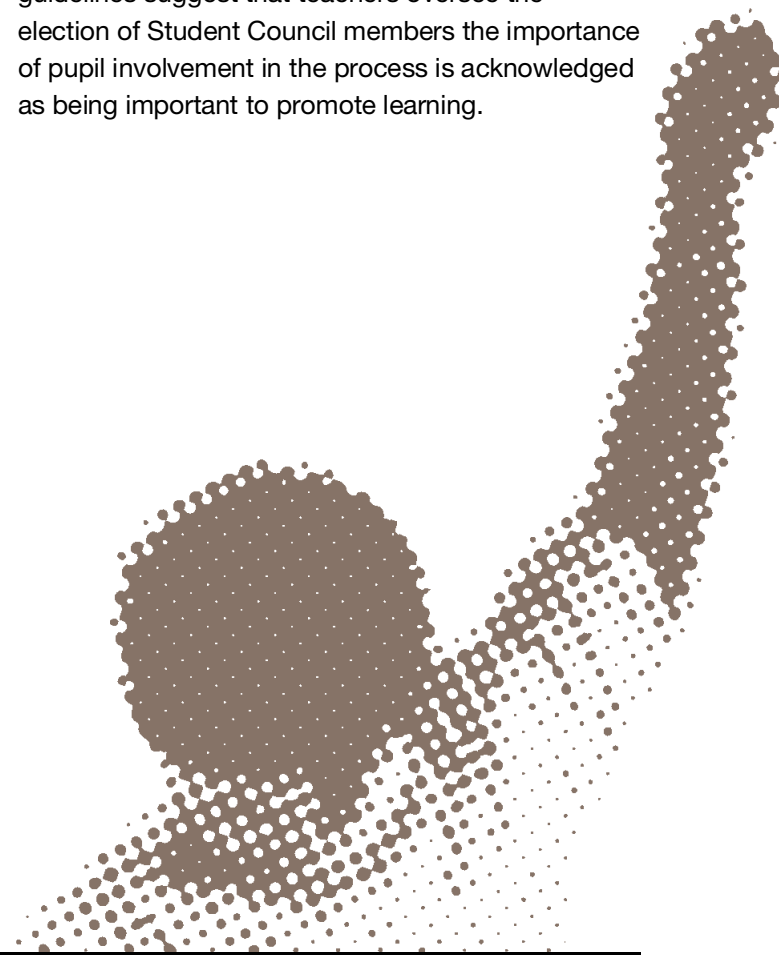 guidelines suggest that teachers oversee the
election of Student Council members the importance
of pupil involvement in the process is acknowledged
as being important to promote learning.